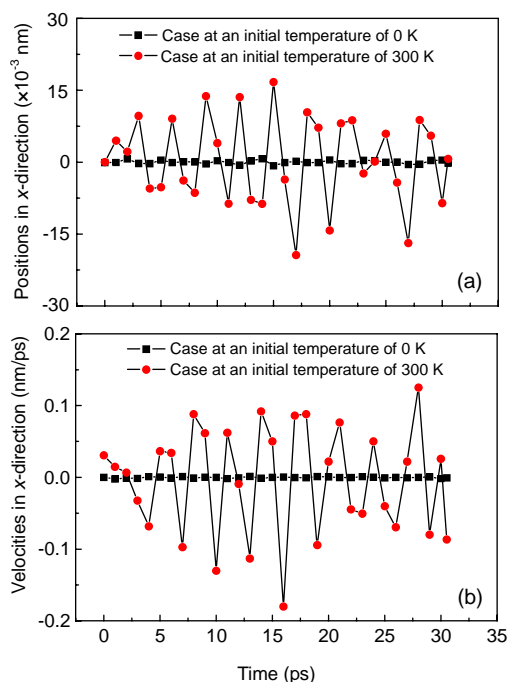 30
15
0
-15
-30
Positions in x-direction (×10⁻³ nm)
Case at an initial temperature of 0 K
Case at an initial temperature of 300 K
(a)
0.2
0.1
0.0
-0.1
-0.2
Velocities in x-direction (nm/ps)
Case at an initial temperature of 0 K
Case at an initial temperature of 300 K
(b)
0 5 10 15 20 25 30 35
Time (ps)